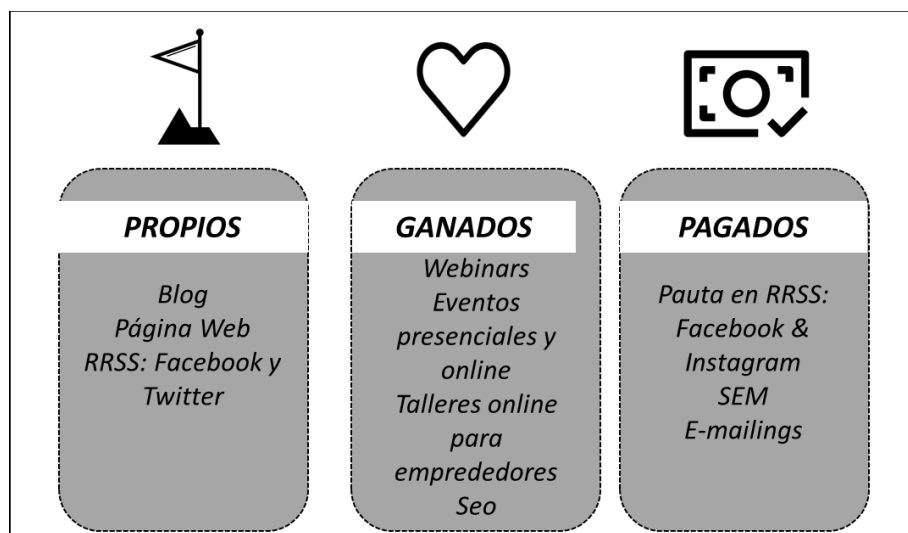 PROPIOS
Blog
Página Web
RRSS: Facebook y
Twitter
GANADOS
Webinars
Eventos
presenciales y
online
Talleres online
para
emprededores
Seo
PAGADOS
Pauta en RRSS:
Facebook &
Instagram
SEM
E-mailings